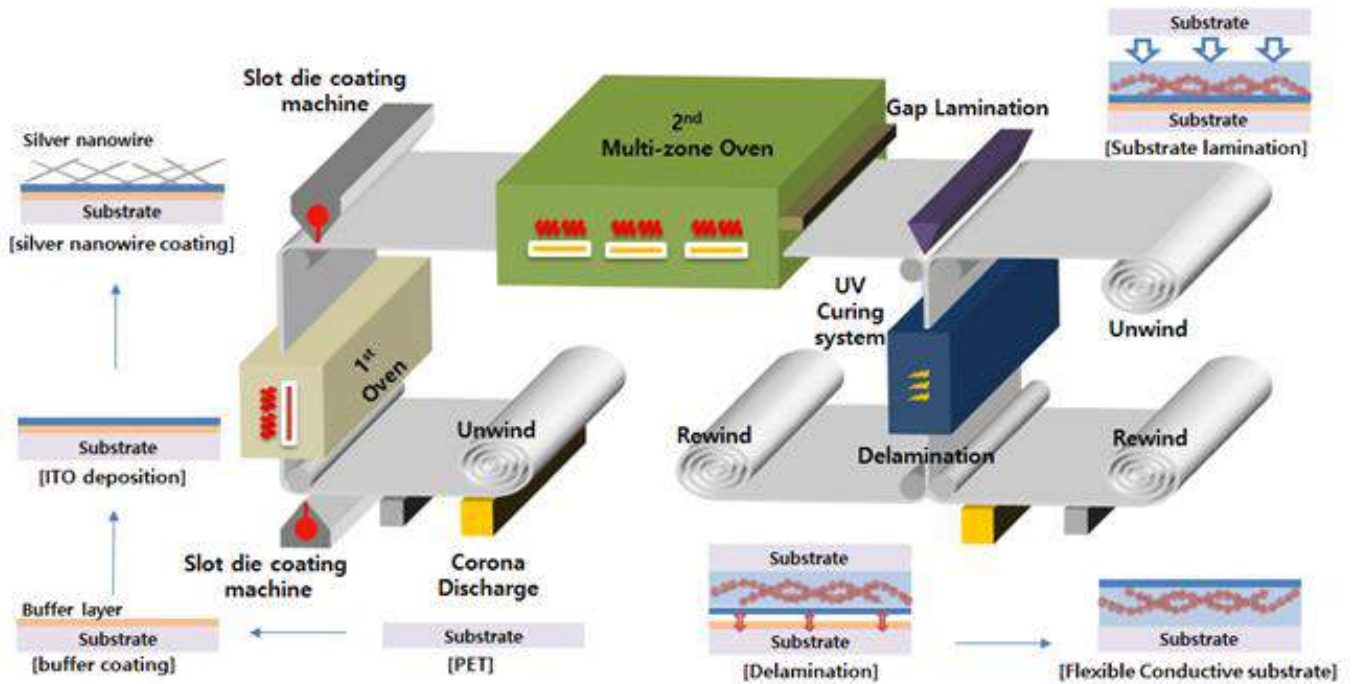 Substrate
Substrate
[Substrate lamination]
Slot die coating
machine
2nd
Multi-zone Oven
Gap Lamination
Silver nanowire
Substrate
[silver nanowire coating]
UV
Curing
system
Unwind
1st
Oven
Substrate
[ITO deposition]
Unwind
Rewind
Delamination
Rewind
Slot die coating
machine
Corona
Discharge
Buffer layer
Substrate
[buffer coating]
Substrate
[PET]
Substrate
Substrate
[Delamination]
Substrate
[Flexible Conductive substrate]